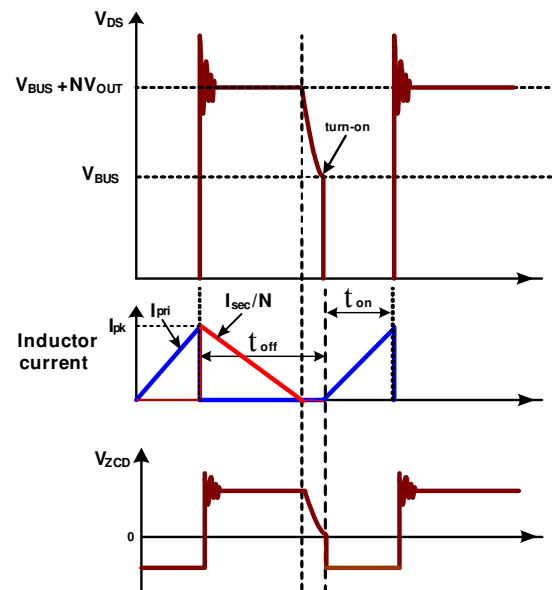 VDS
VBUS +NVOUT
turn-on
VBUS
Ipk
Ipri
Isec/N
ton
toff
Inductor
current
VZCD
0